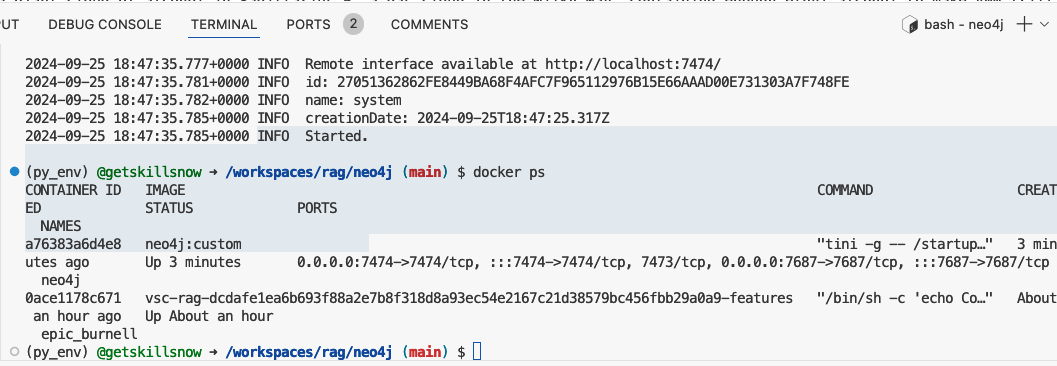 PUT DEBUG CONSOLE TERMINAL PORTS 2 COMMENTS bash - neo4j
2024-09-25 18:47:35.777+0000 INFO  Remote interface available at http://localhost:7474/
2024-09-25 18:47:35.781+0000 INFO  id: 27051362862FE8449BA68F4AFC7F965112976B15E66AAAD00E731303A7F748FE
2024-09-25 18:47:35.782+0000 INFO  name: system
2024-09-25 18:47:35.785+0000 INFO  creationDate: 2024-09-25T18:47:25.317Z
2024-09-25 18:47:35.785+0000 INFO  Started.
(py_env) @getskillsnow → /workspaces/rag/neo4j (main) $ docker ps
CONTAINER ID   IMAGE   COMMAND   CREAT
ED   STATUS   PORTS
NAMES
a76383a6d4e8   neo4j:custom   "tini -g -- /startup…"   3 min
utes ago   Up 3 minutes   0.0.0.0:7474->7474/tcp, :::7474->7474/tcp, 7473/tcp, 0.0.0.0:7687->7687/tcp, :::7687->7687/tcp
neo4j
0ace1178c671   vsc-rag-dcdafe1ea6b693f88a2e7b8f318d8a93ec54e2167c21d38579bc456fbb29a0a9-features   "/bin/sh -c 'echo Co…"   About
an hour ago   Up About an hour
epic_burnell
(py_env) @getskillsnow → /workspaces/rag/neo4j (main) $